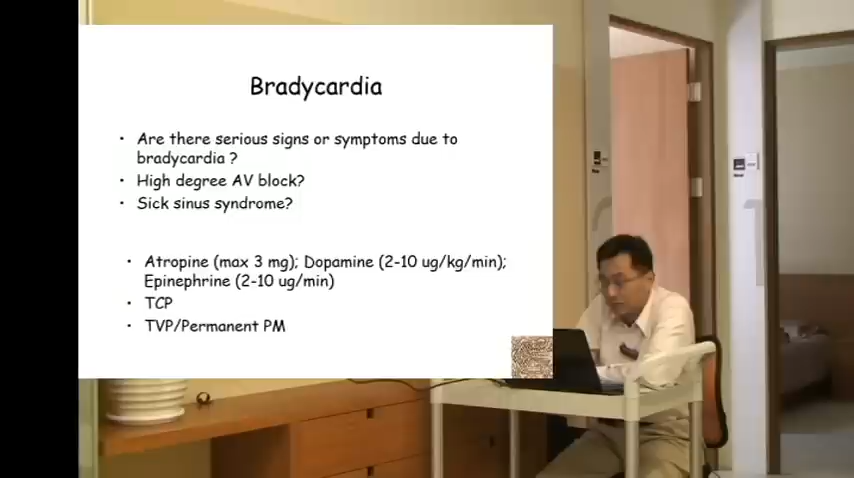 Bradycardia
• Are there serious signs or symptoms due to
bradycardia ?
• High degree AV block?
• Sick sinus syndrome?
• Atropine (max 3 mg); Dopamine (2-10 ug/kg/min);
Epinephrine (2-10 ug/min)
• TCP
• TVP/Permanent PM